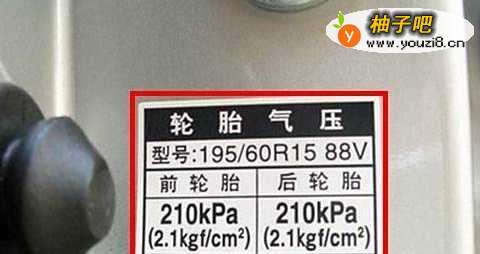 柚子吧
www.youzi8.cn
轮胎气压
型号:195/60R15 88V
前轮胎 后轮胎
210kPa 210kPa
(2.1kgf/cm²) (2.1kgf/cm²)